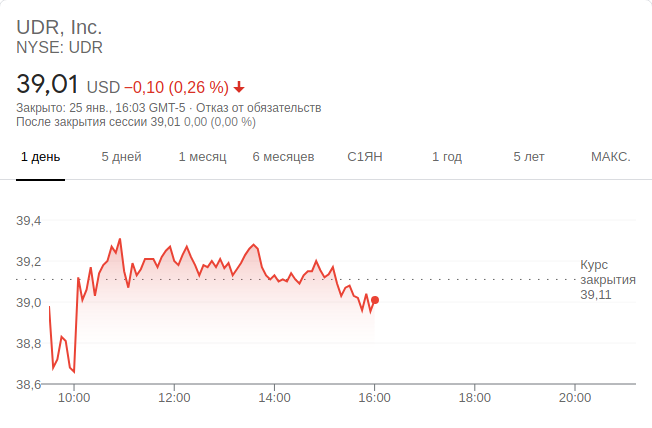 UDR, Inc.
NYSE: UDR
39,01 USD −0,10 (0,26 %)
Закрыто: 25 янв., 16:03 GMT-5 · Отказ от обязательств
После закрытия сессии 39,01 0,00 (0,00 %)
1 день 5 дней 1 месяц 6 месяцев С1ЯН 1 год 5 лет МАКС.
39,4
39,2
39,0
38,8
38,6
Курс
закрытия
39,11
10:00 12:00 14:00 16:00 18:00 20:00